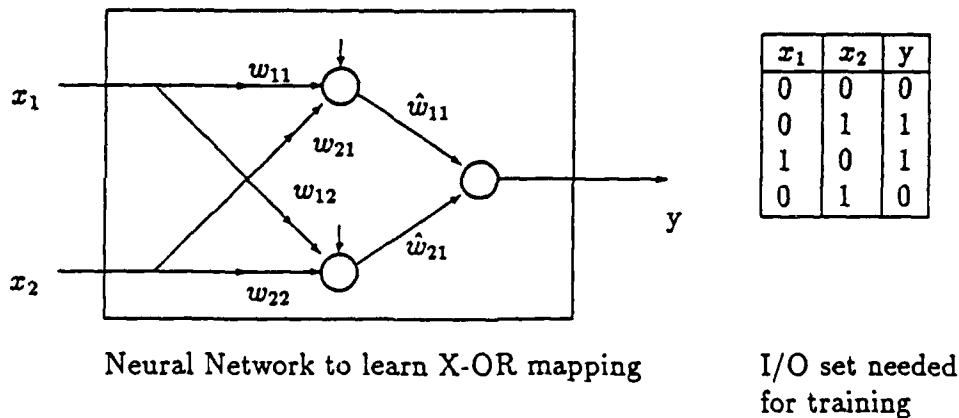 x₁
w₁₁
w₂₁
w₁₂
x₂
w₂₂
ŵ₁₁
ŵ₂₁
y
Neural Network to learn X-OR mapping
x₁ x₂ y
0 0 0
0 1 1
1 0 1
0 1 0
I/O set needed
for training